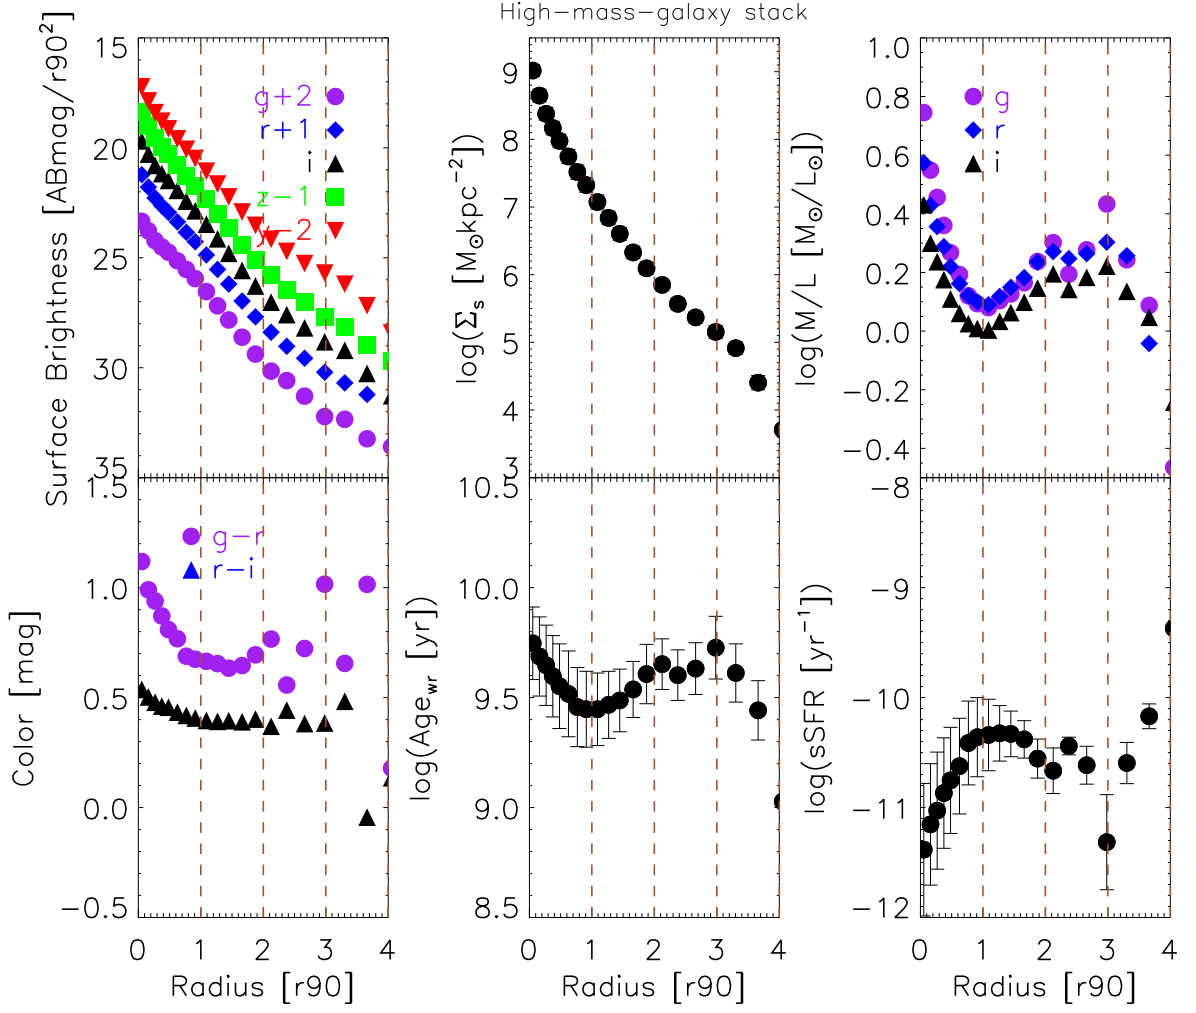 High-mass-galaxy stack
Surface Brightness [ABmag/r90²]
15
20
25
30
35
g+2
r+1
i
z-1
y-2
log(Σₛ [M⊙kpc⁻²])
9
8
7
6
5
4
3
log(M/L [M⊙/L⊙])
1.0
0.8
0.6
0.4
0.2
0.0
-0.2
-0.4
g
r
i
Color [mag]
1.5
1.0
0.5
0.0
-0.5
g-r
r-i
0 1 2 3 4
Radius [r90]
log(Age_wr [yr])
10.5
10.0
9.5
9.0
8.5
0 1 2 3 4
Radius [r90]
log(sSFR [yr⁻¹])
-8
-9
-10
-11
-12
0 1 2 3 4
Radius [r90]